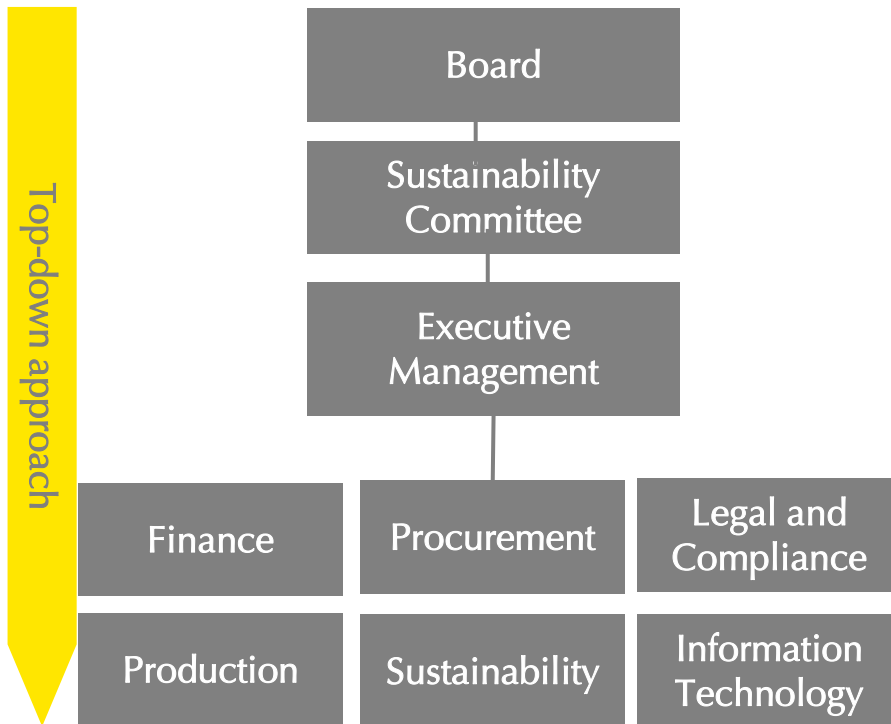 Top-down approach
Board
Sustainability
Committee
Executive
Management
Finance
Procurement
Legal and
Compliance
Production
Sustainability
Information
Technology